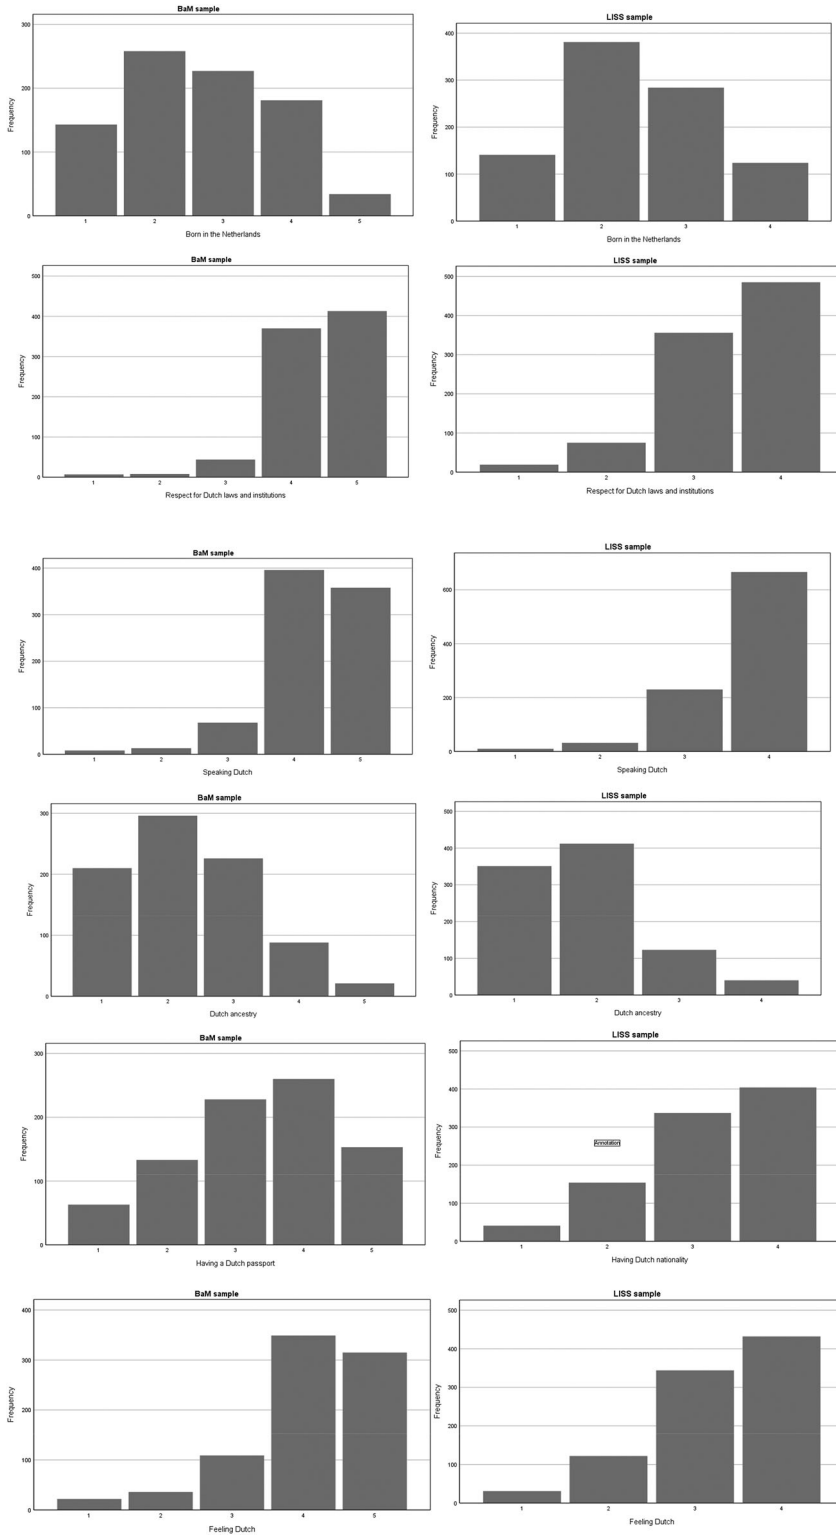 BaM sample
300
200
100
0
Frequency
1 2 3 4 5
Born in the Netherlands
LISS sample
400
300
200
100
0
Frequency
1 2 3 4
Born in the Netherlands
BaM sample
500
400
300
200
100
0
Frequency
1 2 3 4 5
Respect for Dutch laws and institutions
LISS sample
500
400
300
200
100
0
Frequency
1 2 3 4
Respect for Dutch laws and institutions
BaM sample
400
300
200
100
0
Frequency
1 2 3 4 5
Speaking Dutch
LISS sample
600
400
200
0
Frequency
1 2 3 4
Speaking Dutch
BaM sample
300
200
100
0
Frequency
1 2 3 4 5
Dutch ancestry
LISS sample
500
400
300
200
100
0
Frequency
1 2 3 4
Dutch ancestry
BaM sample
300
200
100
0
Frequency
1 2 3 4 5
Having a Dutch passport
LISS sample
500
400
300
200
100
0
Frequency
Annotation
1 2 3 4
Having Dutch nationality
BaM sample
400
300
200
100
0
Frequency
1 2 3 4 5
Feeling Dutch
LISS sample
500
400
300
200
100
0
Frequency
1 2 3 4
Feeling Dutch